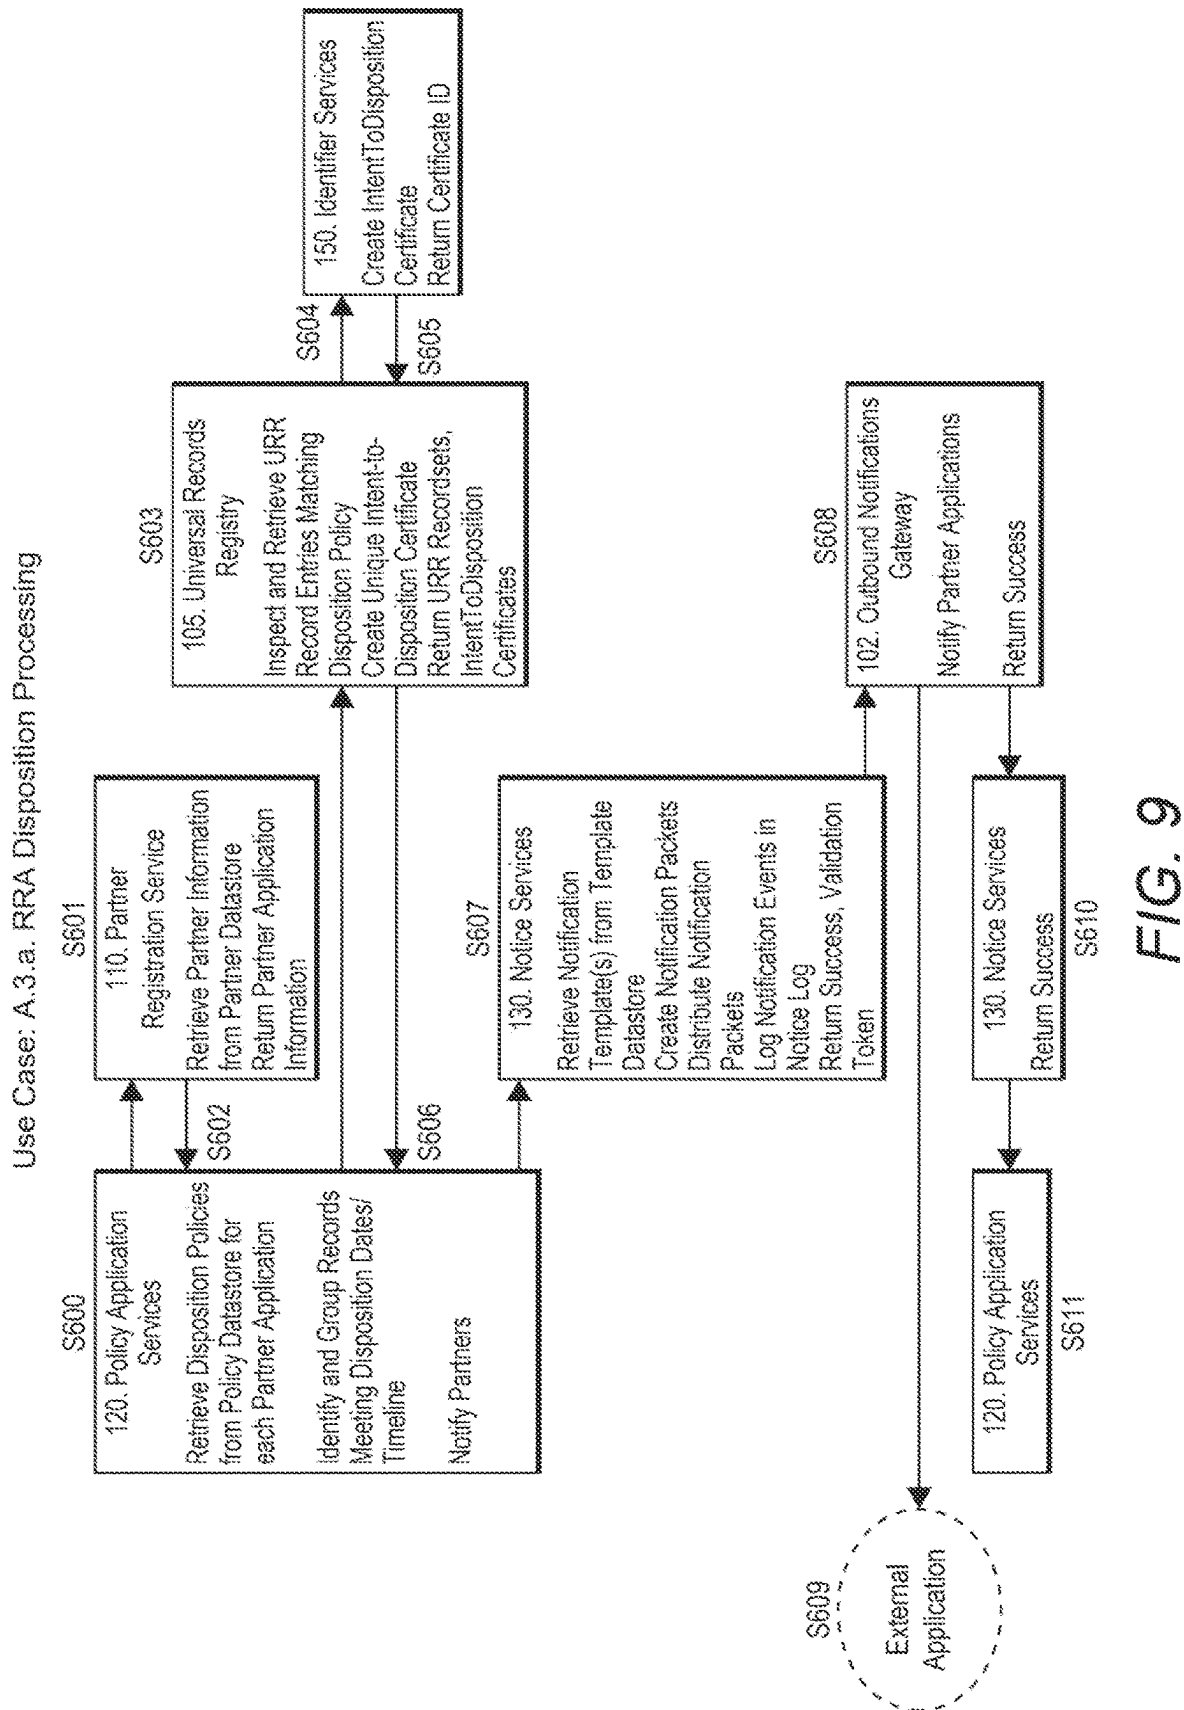 Use Case: A.3.a. RRA Disposition Processing
S600
120. Policy Application
Services
Retrieve Disposition Policies
from Policy Datastore for
each Partner Application
Identify and Group Records
Meeting Disposition Dates/
Timeline
Notify Partners
S601
110. Partner
Registration Service
Retrieve Partner Information
from Partner Datastore
Return Partner Application
Information
S602
S603
105. Universal Records
Registry
Inspect and Retrieve URR
Record Entries Matching
Disposition Policy
Create Unique Intent-to-
Disposition Certificate
Return URR Recordsets,
IntentToDisposition
Certificates
S604
150. Identifier Services
Create IntentToDisposition
Certificate
Return Certificate ID
S605
S606
S607
130. Notice Services
Retrieve Notification
Template(s) from Template
Datastore
Create Notification Packets
Distribute Notification
Packets
Log Notification Events in
Notice Log
Return Success, Validation
Token
S608
102. Outbound Notifications
Gateway
Notify Partner Applications
Return Success
S609
External
Application
130. Notice Services
Return Success
S610
120. Policy Application
Services
S611
FIG. 9